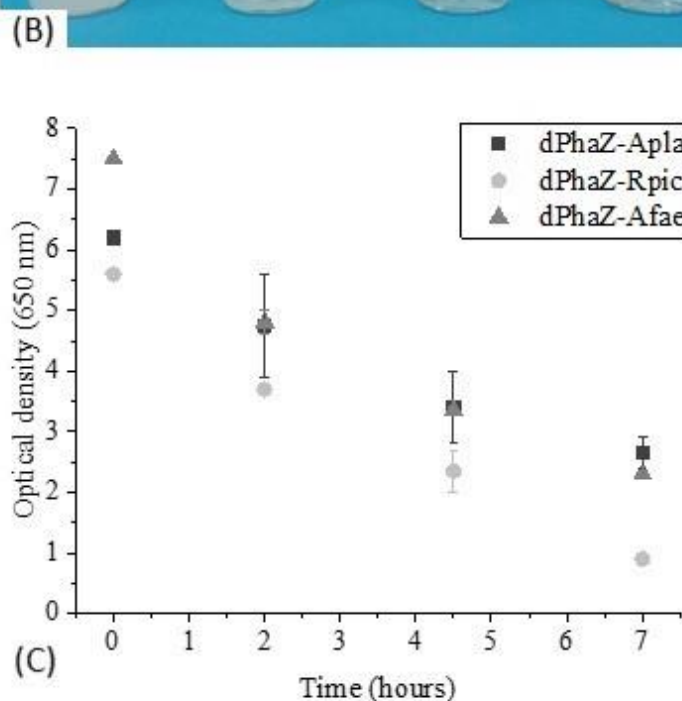 (B)
8
7
6
5
4
3
2
1
0
Optical density (650 nm)
dPhaZ-Apla
dPhaZ-Rpic
dPhaZ-Afae
0 1 2 3 4 5 6 7
(C)
Time (hours)